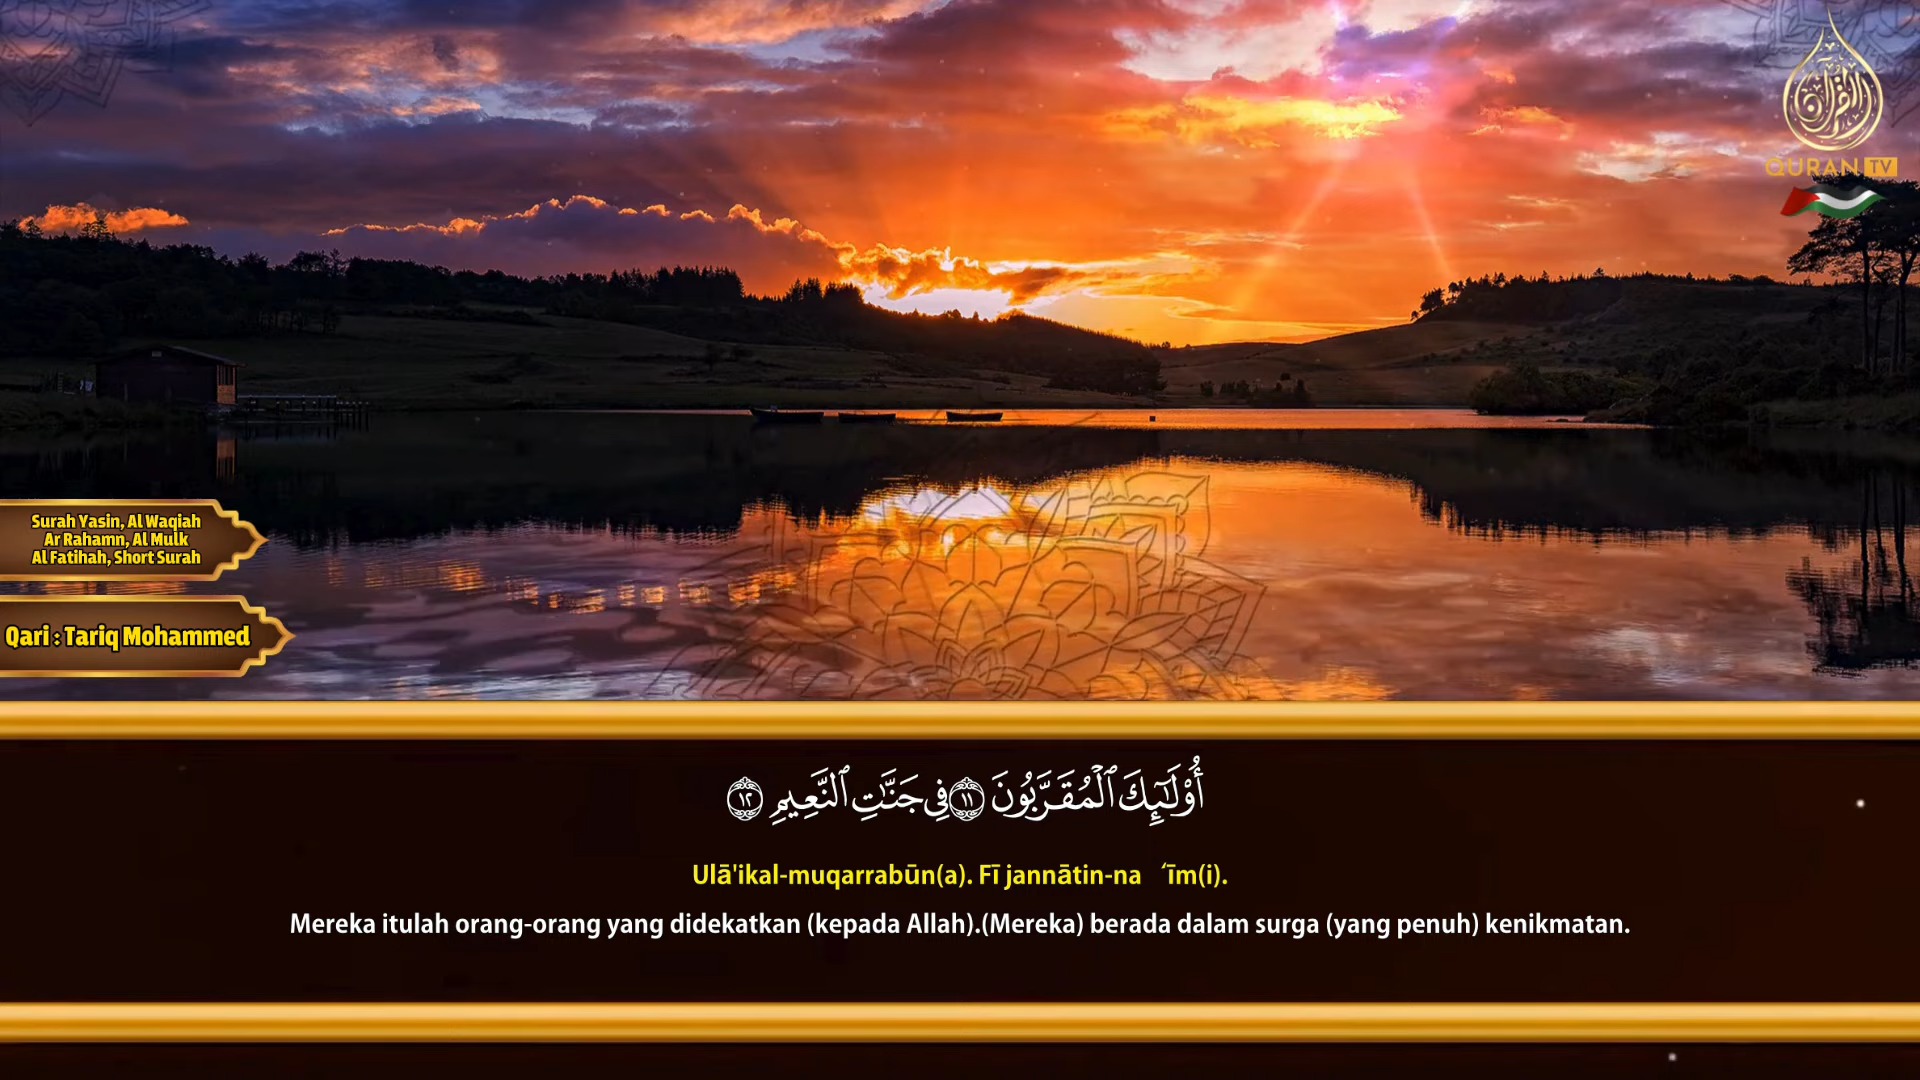 القرآن
QURAN TV
Surah Yasin, Al Waqiah
Ar Rahamn, Al Mulk
Al Fatihah, Short Surah
Qari : Tariq Mohammed
أُو۟لَـٰٓئِكَ ٱلْمُقَرَّبُونَ ١١ فِى جَنَّـٰتِ ٱلنَّعِيمِ ١٢
Ulā'ikal-muqarrabūn(a). Fī jannātin-na ‘īm(i).
Mereka itulah orang-orang yang didekatkan (kepada Allah).(Mereka) berada dalam surga (yang penuh) kenikmatan.